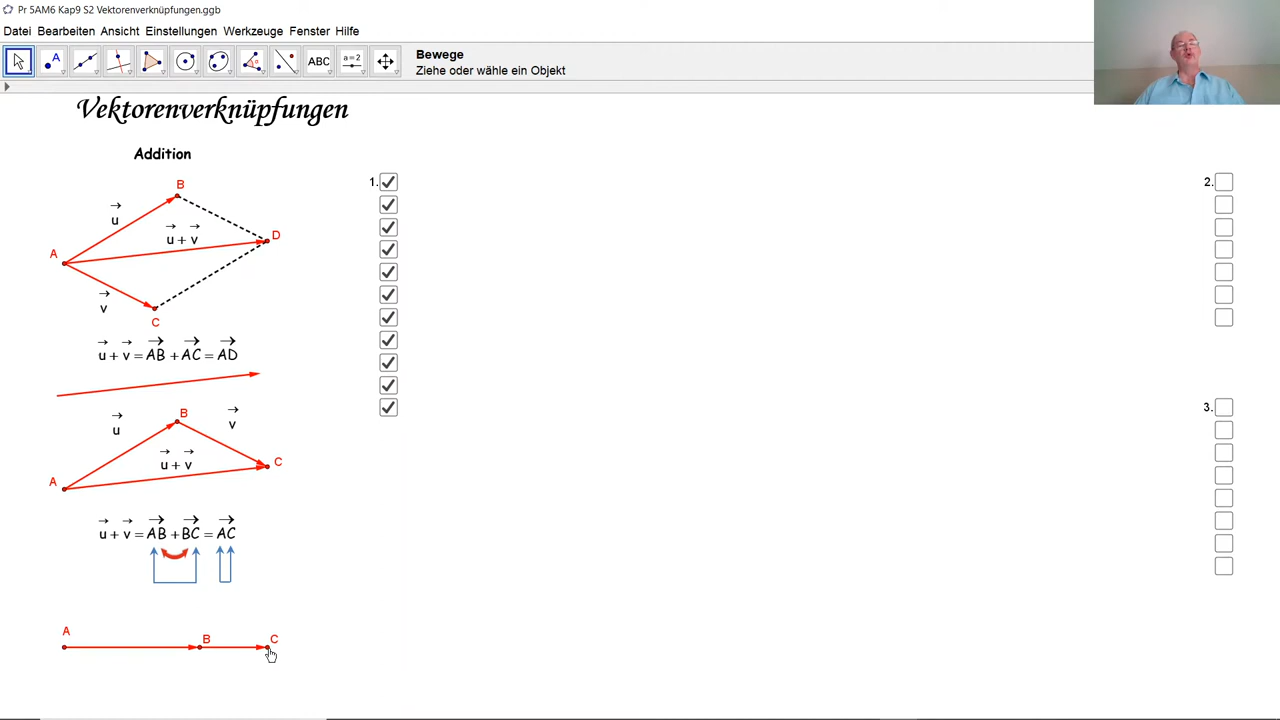 Pr 5AM6 Kap9 S2 Vektorenverknüpfungen.ggb
Datei Bearbeiten Ansicht Einstellungen Werkzeuge Fenster Hilfe
A ABC a=2
Bewege
Ziehe oder wähle ein Objekt
Vektorenverknüpfungen
Addition
1.
2.
B
u
u + v
D
A
v
C
u + v = AB + AC = AD
3.
B
u
v
u + v
C
A
u + v = AB + BC = AC
A
B
C